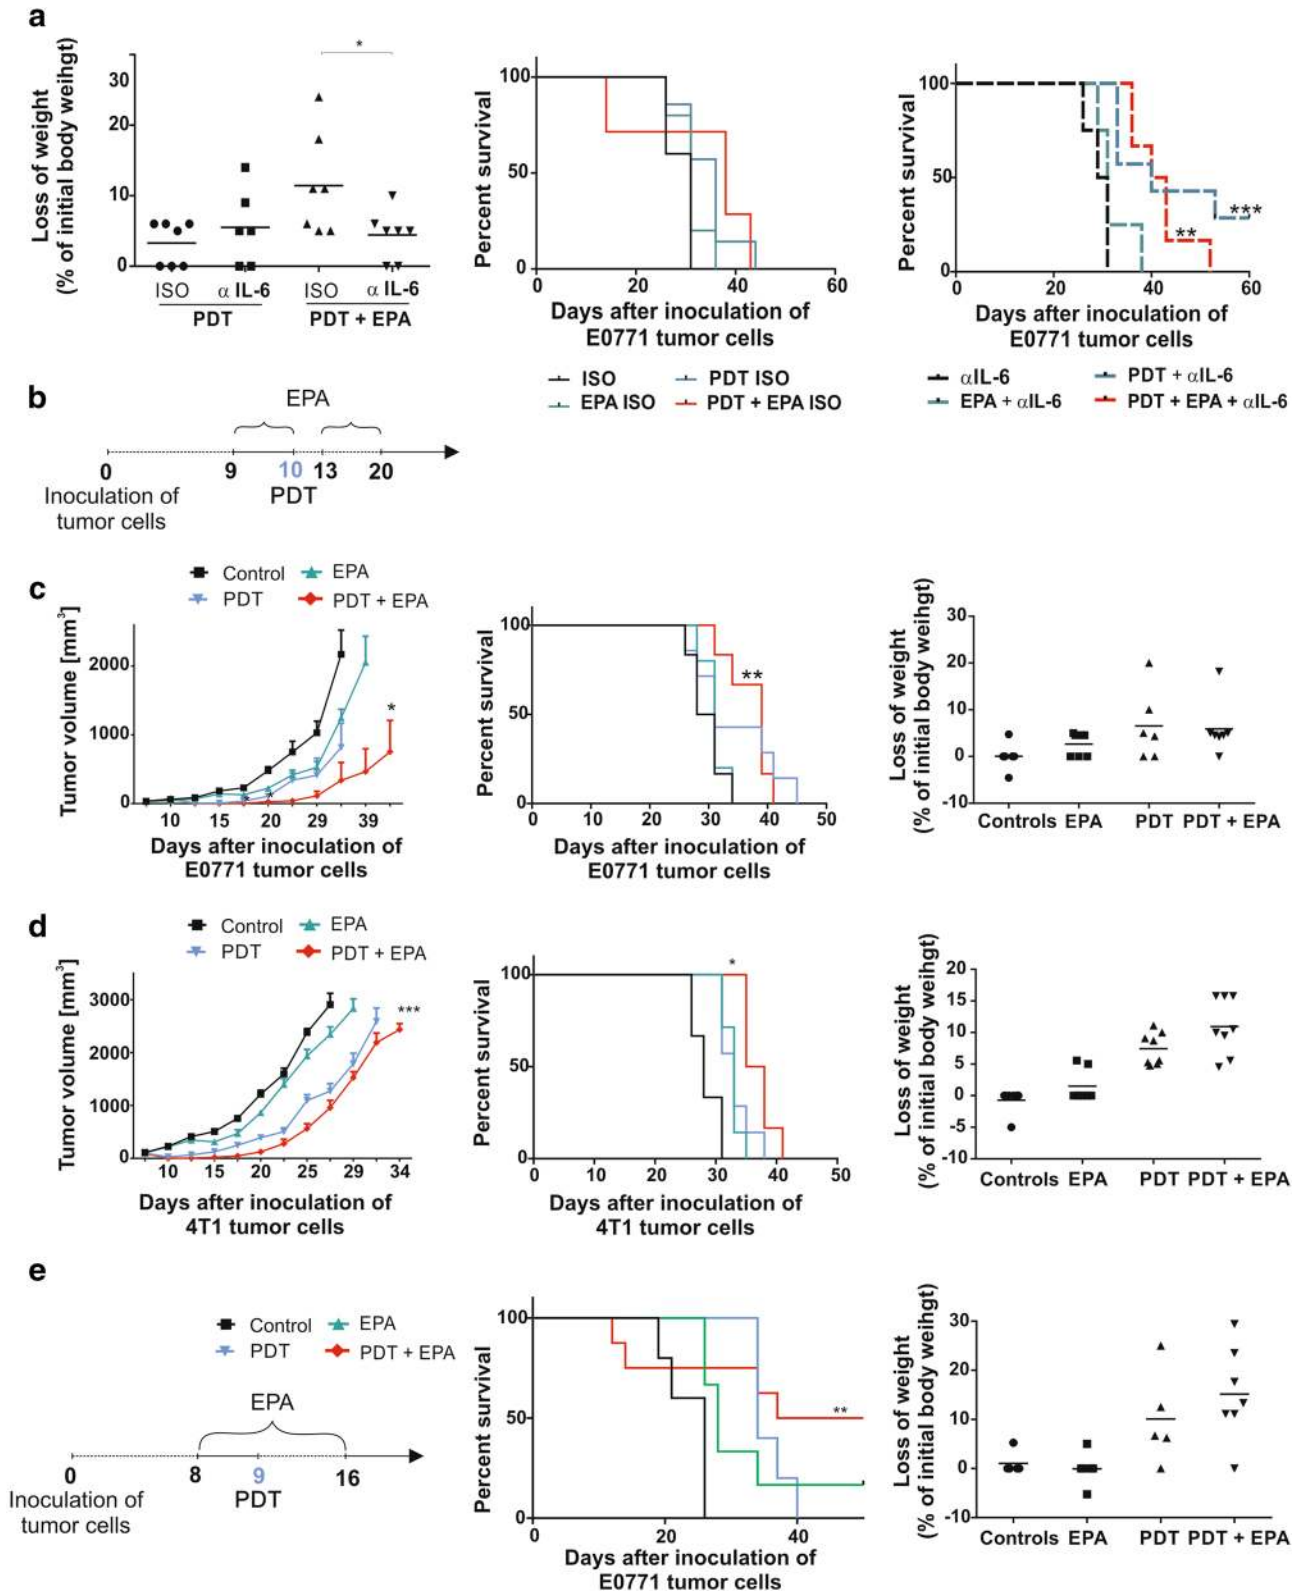 a
Loss of weight
(% of initial body weihgt)
30
20
10
0
ISO α IL-6 ISO α IL-6
PDT PDT + EPA
*
Percent survival
100
50
0
0 20 40 60
Days after inoculation of
E0771 tumor cells
ISO PDT ISO
EPA ISO PDT + EPA ISO
Percent survival
100
50
0
*** 
**
0 20 40 60
Days after inoculation of
E0771 tumor cells
αIL-6 PDT + αIL-6
EPA + αIL-6 PDT + EPA + αIL-6
b
EPA
0 9 10 13 20
Inoculation of
tumor cells
PDT
c
Control EPA
PDT PDT + EPA
Tumor volume [mm³]
2000
1000
0
*
* *
10 15 20 29 39
Days after inoculation of
E0771 tumor cells
Percent survival
100
50
0
**
0 10 20 30 40 50
Days after inoculation of
E0771 tumor cells
Loss of weight
(% of initial body weihgt)
30
20
10
0
-10
Controls EPA PDT PDT + EPA
d
Control EPA
PDT PDT + EPA
Tumor volume [mm³]
3000
2000
1000
0
***
10 15 20 25 29 34
Days after inoculation of
4T1 tumor cells
Percent survival
100
50
0
*
0 10 20 30 40 50
Days after inoculation of
4T1 tumor cells
Loss of weight
(% of initial body weihgt)
20
15
10
5
0
-5
-10
Controls EPA PDT PDT + EPA
e
Control EPA
PDT PDT + EPA
EPA
0 8 9 16
Inoculation of
tumor cells
PDT
Percent survival
100
50
0
**
0 20 40
Days after inoculation of
E0771 tumor cells
Loss of weight
(% of initial body weihgt)
30
20
10
0
-10
Controls EPA PDT PDT + EPA